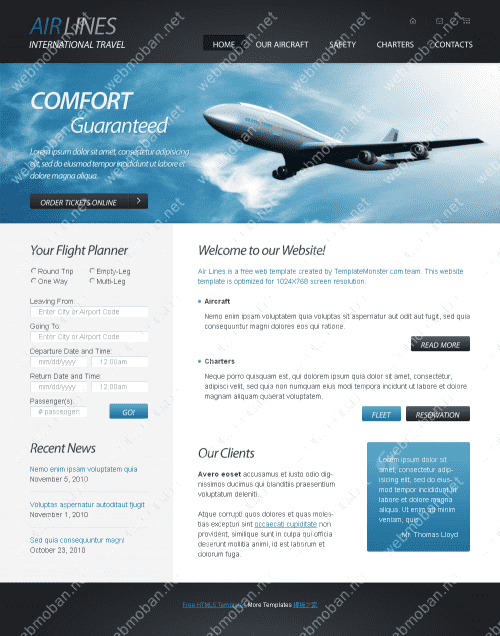 AIR LINES
INTERNATIONAL TRAVEL
HOME OUR AIRCRAFT SAFETY CHARTERS CONTACTS
COMFORT
Guaranteed
Lorem ipsum dolor sit amet, consectetur adipisicing
elit, sed do eiusmod tempor incididunt ut labore et
dolore magna aliqua.
ORDER TICKETS ONLINE
Your Flight Planner
Round Trip Empty-Leg
One Way Multi-Leg
Leaving From:
Enter City or Airport Code
Going To:
Enter City or Airport Code
Departure Date and Time:
mm/dd/yyyy 12:00am
Return Date and Time:
mm/dd/yyyy 12:00am
Passenger(s):
# passengers
GO!
Recent News
Nemo enim ipsam voluptatem quia
November 5, 2010
Voluptas aspernatur autoditaut fjugit
November 1, 2010
Sed quia consequuntur magni
October 23, 2010
Welcome to our Website!
Air Lines is a free web template created by TemplateMonster.com team. This website
template is optimized for 1024X768 screen resolution.
Aircraft
Nemo enim ipsam voluptatem quia voluptas sit aspernatur aut odit aut fugit, sed quia
consequuntur magni dolores eos qui ratione.
READ MORE
Charters
Neque porro quisquam est, qui dolorem ipsum quia dolor sit amet, consectetur,
adipisci velit, sed quia non numquam eius modi tempora incidunt ut labore et dolore
magnam aliquam quaerat voluptatem.
FLEET RESERVATION
Our Clients
Avero eoset accusamus et iusto odio dig-
nissimos ducimus qui blanditiis praesentium
voluptatum deleniti.
Atque corrupti quos dolores et quas moles-
tias excepturi sint occaecati cupiditate non
provident, similique sunt in culpa qui officia
deserunt mollitia animi, id est laborum et
dolorum fuga.
Lorem ipsum dolor sit
amet, consectetur adip-
isicing elit, sed do eius-
mod tempor incididunt ut
labore et dolore magna
aliqua. Ut enim ad minim
veniam, quis
Mr. Thomas Lloyd
Free HTML5 Templates More Templates 模板之家
webmoban.net